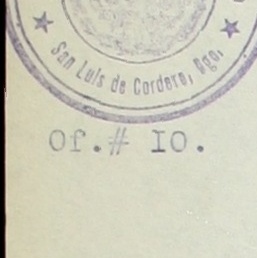 San Luis de Cordero, Dgo.
Of.# IO.